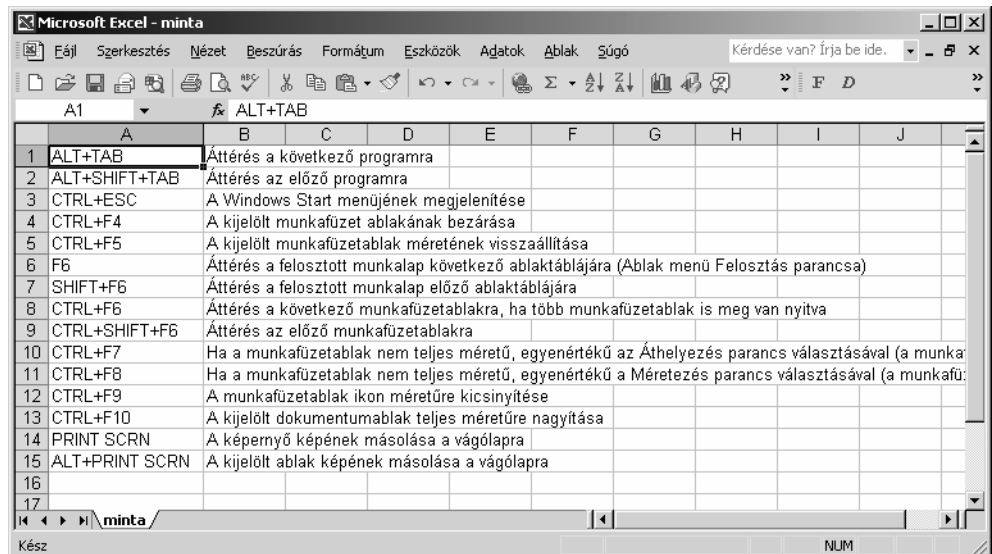 Microsoft Excel - minta
Fájl Szerkesztés Nézet Beszúrás Formátum Eszközök Adatok Ablak Súgó Kérdése van? Írja be ide.
F D
A1 fx ALT+TAB
A B C D E F G H I J
1 ALT+TAB Áttérés a következő programra
2 ALT+SHIFT+TAB Áttérés az előző programra
3 CTRL+ESC A Windows Start menüjének megjelenítése
4 CTRL+F4 A kijelölt munkafüzet ablakának bezárása
5 CTRL+F5 A kijelölt munkafüzetablak méretének visszaállítása
6 F6 Áttérés a felosztott munkalap következő ablaktáblájára (Ablak menü Felosztás parancsa)
7 SHIFT+F6 Áttérés a felosztott munkalap előző ablaktáblájára
8 CTRL+F6 Áttérés a következő munkafüzetablakra, ha több munkafüzetablak is meg van nyitva
9 CTRL+SHIFT+F6 Áttérés az előző munkafüzetablakra
10 CTRL+F7 Ha a munkafüzetablak nem teljes méretű, egyenértékű az Áthelyezés parancs választásával (a
11 CTRL+F8 Ha a munkafüzetablak nem teljes méretű, egyenértékű a Méretezés parancs választásával (a
12 CTRL+F9 A munkafüzetablak ikon méretűre kicsinyítése
13 CTRL+F10 A kijelölt dokumentumablak teljes méretűre nagyítása
14 PRINT SCRN A képernyő képének másolása a vágólapra
15 ALT+PRINT SCRN A kijelölt ablak képének másolása a vágólapra
16
17
minta
Kész NUM